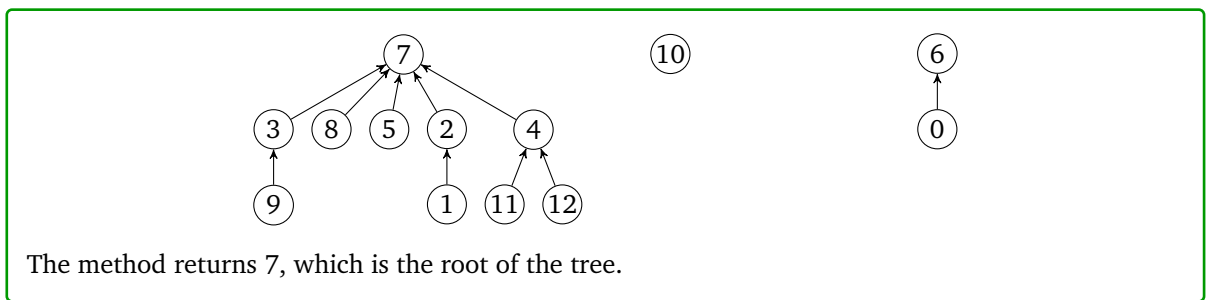 7 10 6
3 8 5 2 4 0
9 1 11 12
The method returns 7, which is the root of the tree.